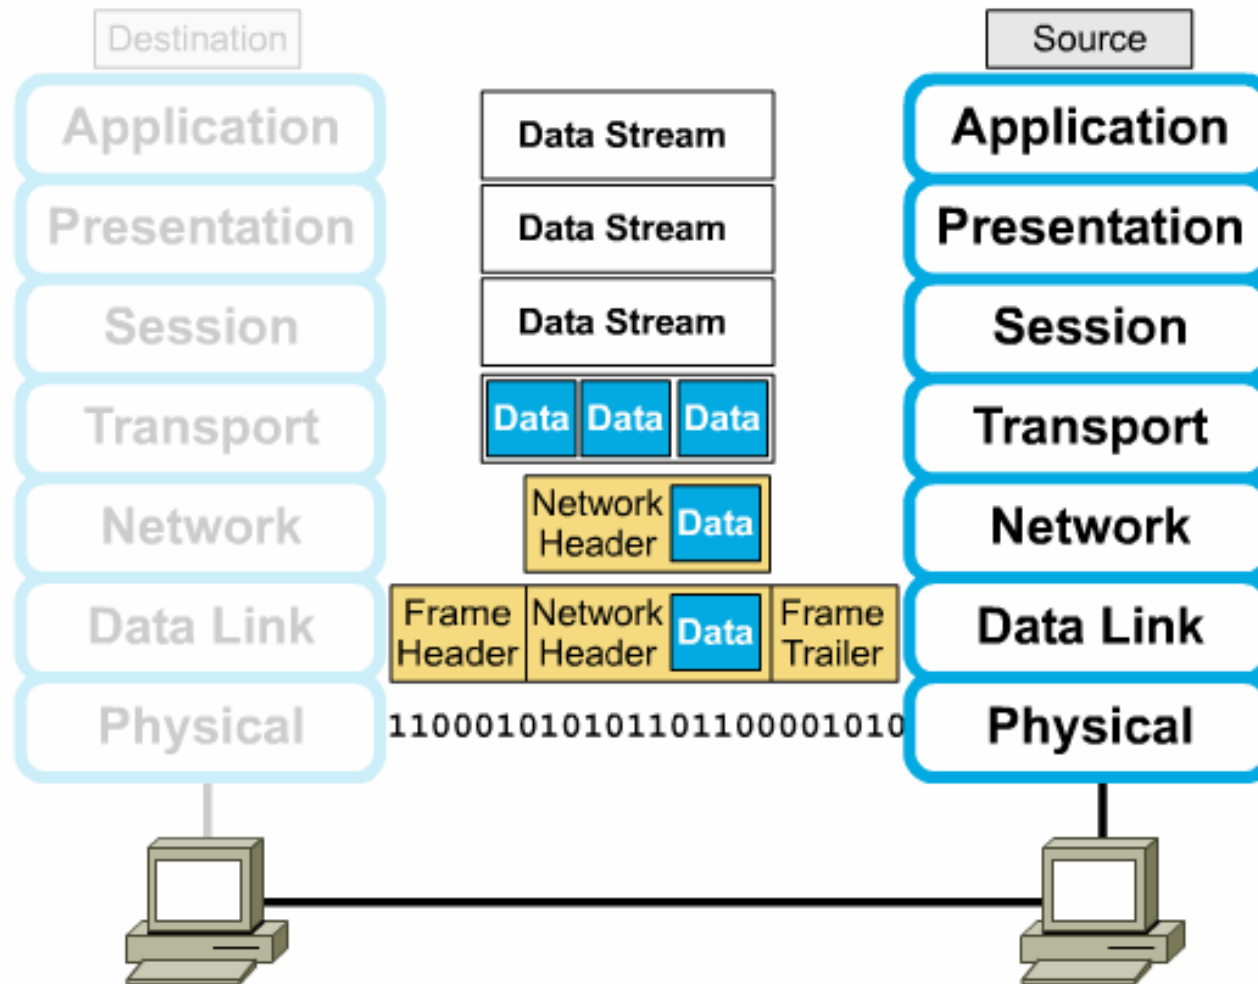 Destination
Source
Application
Data Stream
Application
Presentation
Data Stream
Presentation
Session
Data Stream
Session
Transport
Data Data Data
Transport
Network
Network
Header
Data
Network
Data Link
Frame
Header
Network
Header
Data
Frame
Trailer
Data Link
Physical
110001010101101100001010
Physical